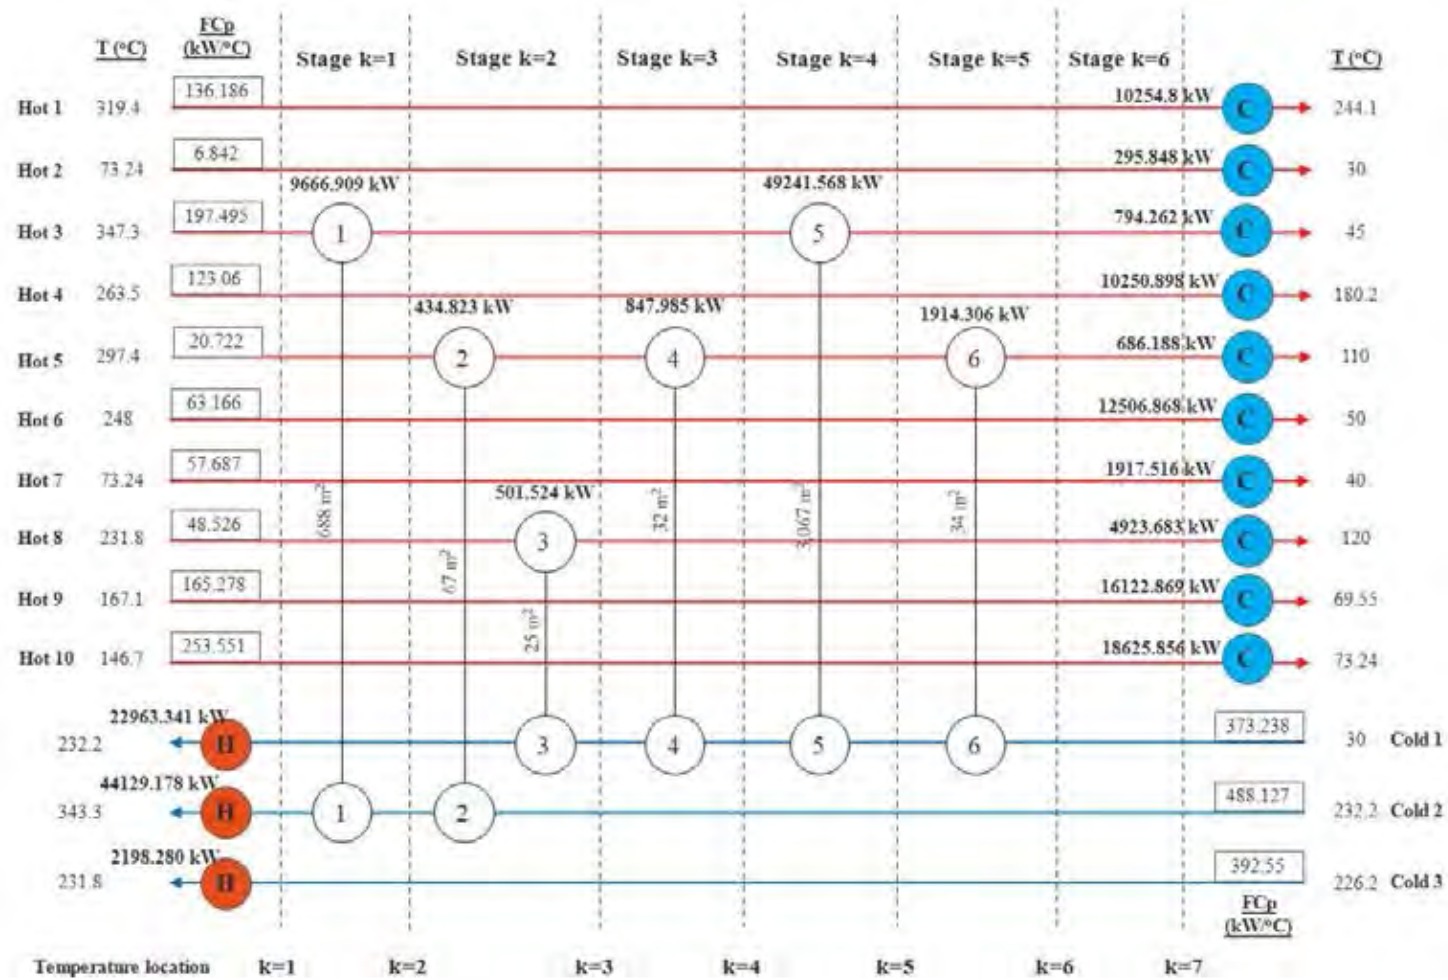 T (°C) FCp (kW/°C) Stage k=1 Stage k=2 Stage k=3 Stage k=4 Stage k=5 Stage k=6 T (°C)
Hot 1 319.4 136.186 10254.8 kW C 244.1
Hot 2 73.24 6.842 295.848 kW C 30
9666.909 kW 49241.568 kW
Hot 3 347.3 197.495 1 5 794.262 kW C 45
Hot 4 263.5 123.06 10250.898 kW C 180.2
434.823 kW 847.985 kW 1914.306 kW
Hot 5 297.4 20.722 2 4 6 686.188 kW C 110
Hot 6 248 63.166 12506.868 kW C 50
Hot 7 73.24 57.687 1917.516 kW C 40
688 m² 501.524 kW 32 m² 3,067 m² 34 m²
Hot 8 231.8 48.526 3 4923.683 kW C 120
67 m²
Hot 9 167.1 165.278 16122.869 kW C 69.55
25 m²
Hot 10 146.7 253.551 18625.856 kW C 73.24
22963.341 kW
232.2 H 3 4 5 6 373.238 30 Cold 1
44129.178 kW
343.3 H 1 2 488.127 232.2 Cold 2
2198.280 kW
231.8 H 392.55 226.2 Cold 3
FCp
(kW/°C)
Temperature location k=1 k=2 k=3 k=4 k=5 k=6 k=7